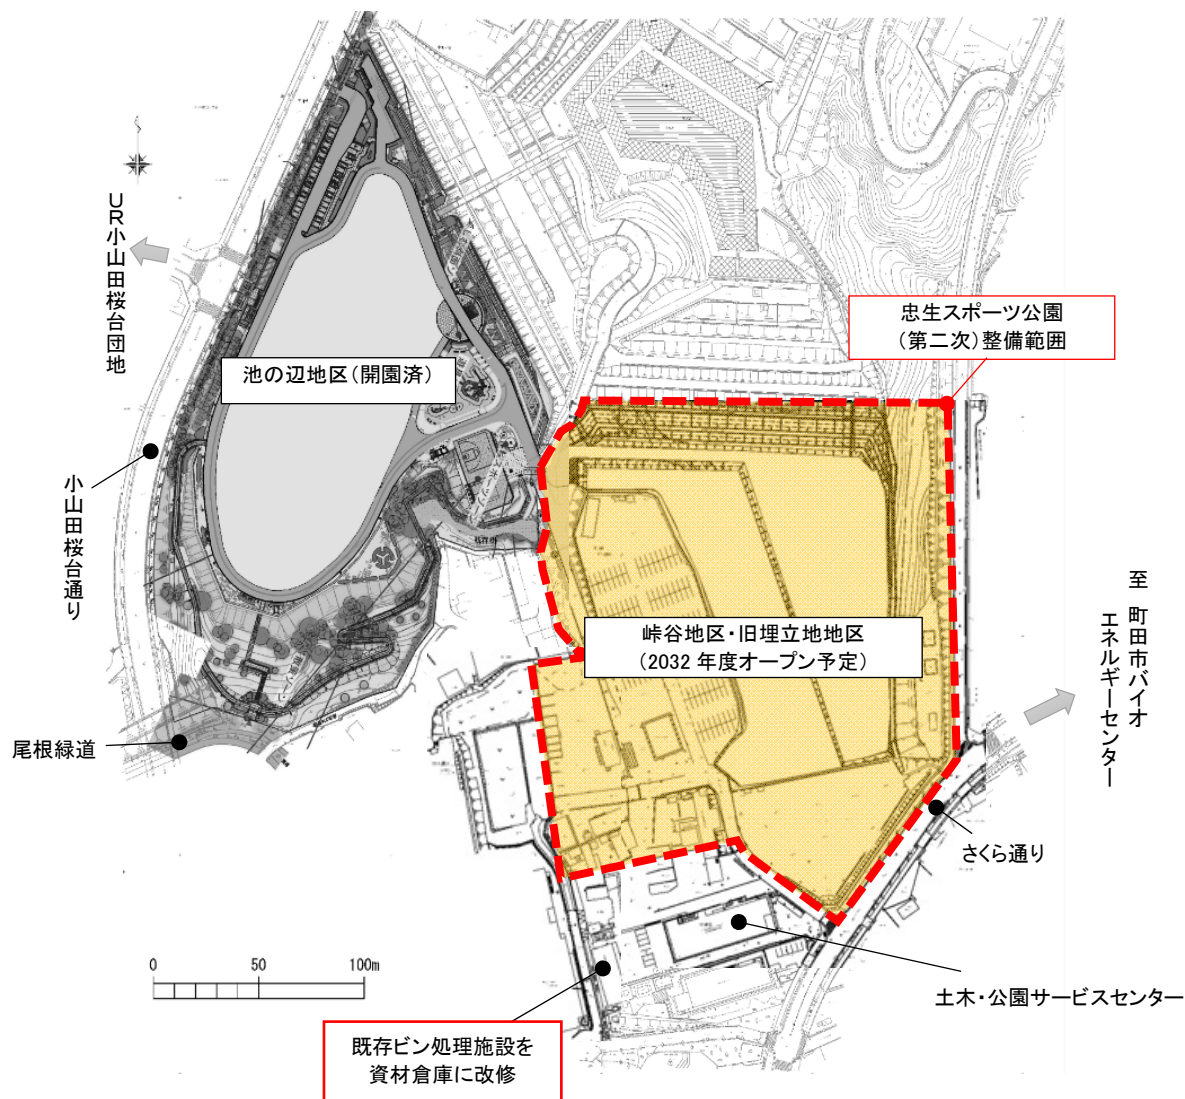 UR小山田桜台団地
忠生スポーツ公園
(第二次)整備範囲
池の辺地区(開園済)
小山田桜台通り
峠谷地区・旧埋立地地区
(2032 年度オープン予定)
至 町田市バイオ
エネルギーセンター
尾根緑道
さくら通り
0 50 100m
土木・公園サービスセンター
既存ビン処理施設を
資材倉庫に改修